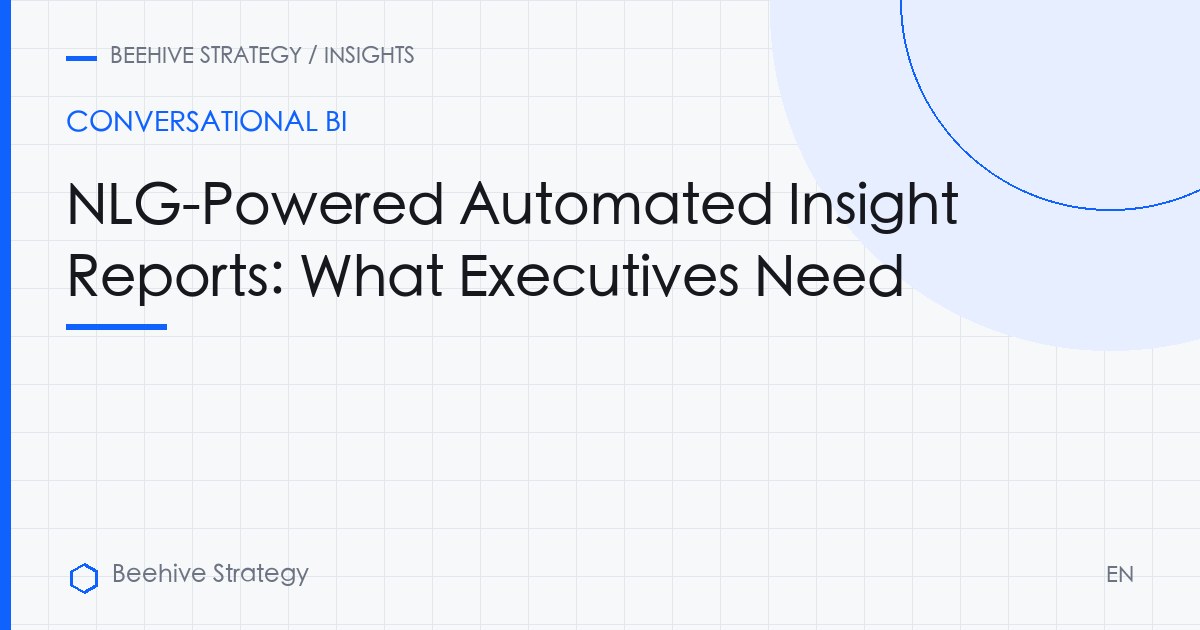 BEEHIVE STRATEGY / INSIGHTS
CONVERSATIONAL BI
NLG-Powered Automated Insight
Reports: What Executives Need
Beehive Strategy
EN